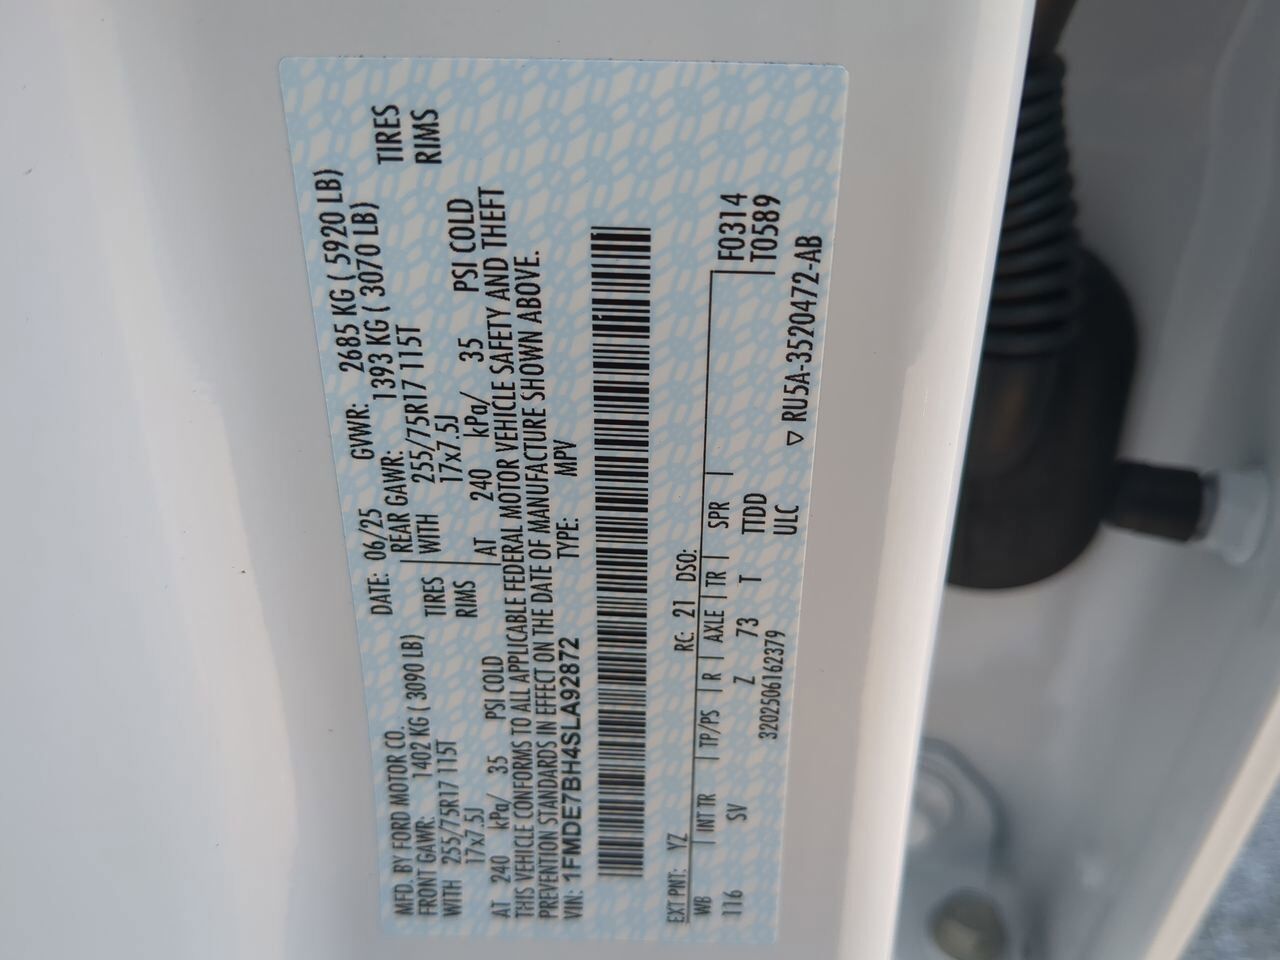 MFD. BY FORD MOTOR CO.
DATE: 06/25 GVWR: 2685 KG ( 5920 LB)
FRONT GAWR: 1402 KG ( 3090 LB) REAR GAWR: 1393 KG ( 3070 LB)
WITH 255/75R17 115T TIRES WITH 255/75R17 115T TIRES
17x7.5J RIMS 17x7.5J RIMS
AT 240 kPa/ 35 PSI COLD AT 240 kPa/ 35 PSI COLD
THIS VEHICLE CONFORMS TO ALL APPLICABLE FEDERAL MOTOR VEHICLE SAFETY AND THEFT
PREVENTION STANDARDS IN EFFECT ON THE DATE OF MANUFACTURE SHOWN ABOVE.
VIN: 1FMDE7BH4SLA92872 TYPE: MPV
EXT PNT: YZ RC: 21 DSO: F0314
WB INT TR TP/PS R AXLE TR SPR T0589
116 SV Z 73 T TTDD
3202506162379 ULC ▽ RU5A-3520472-AB